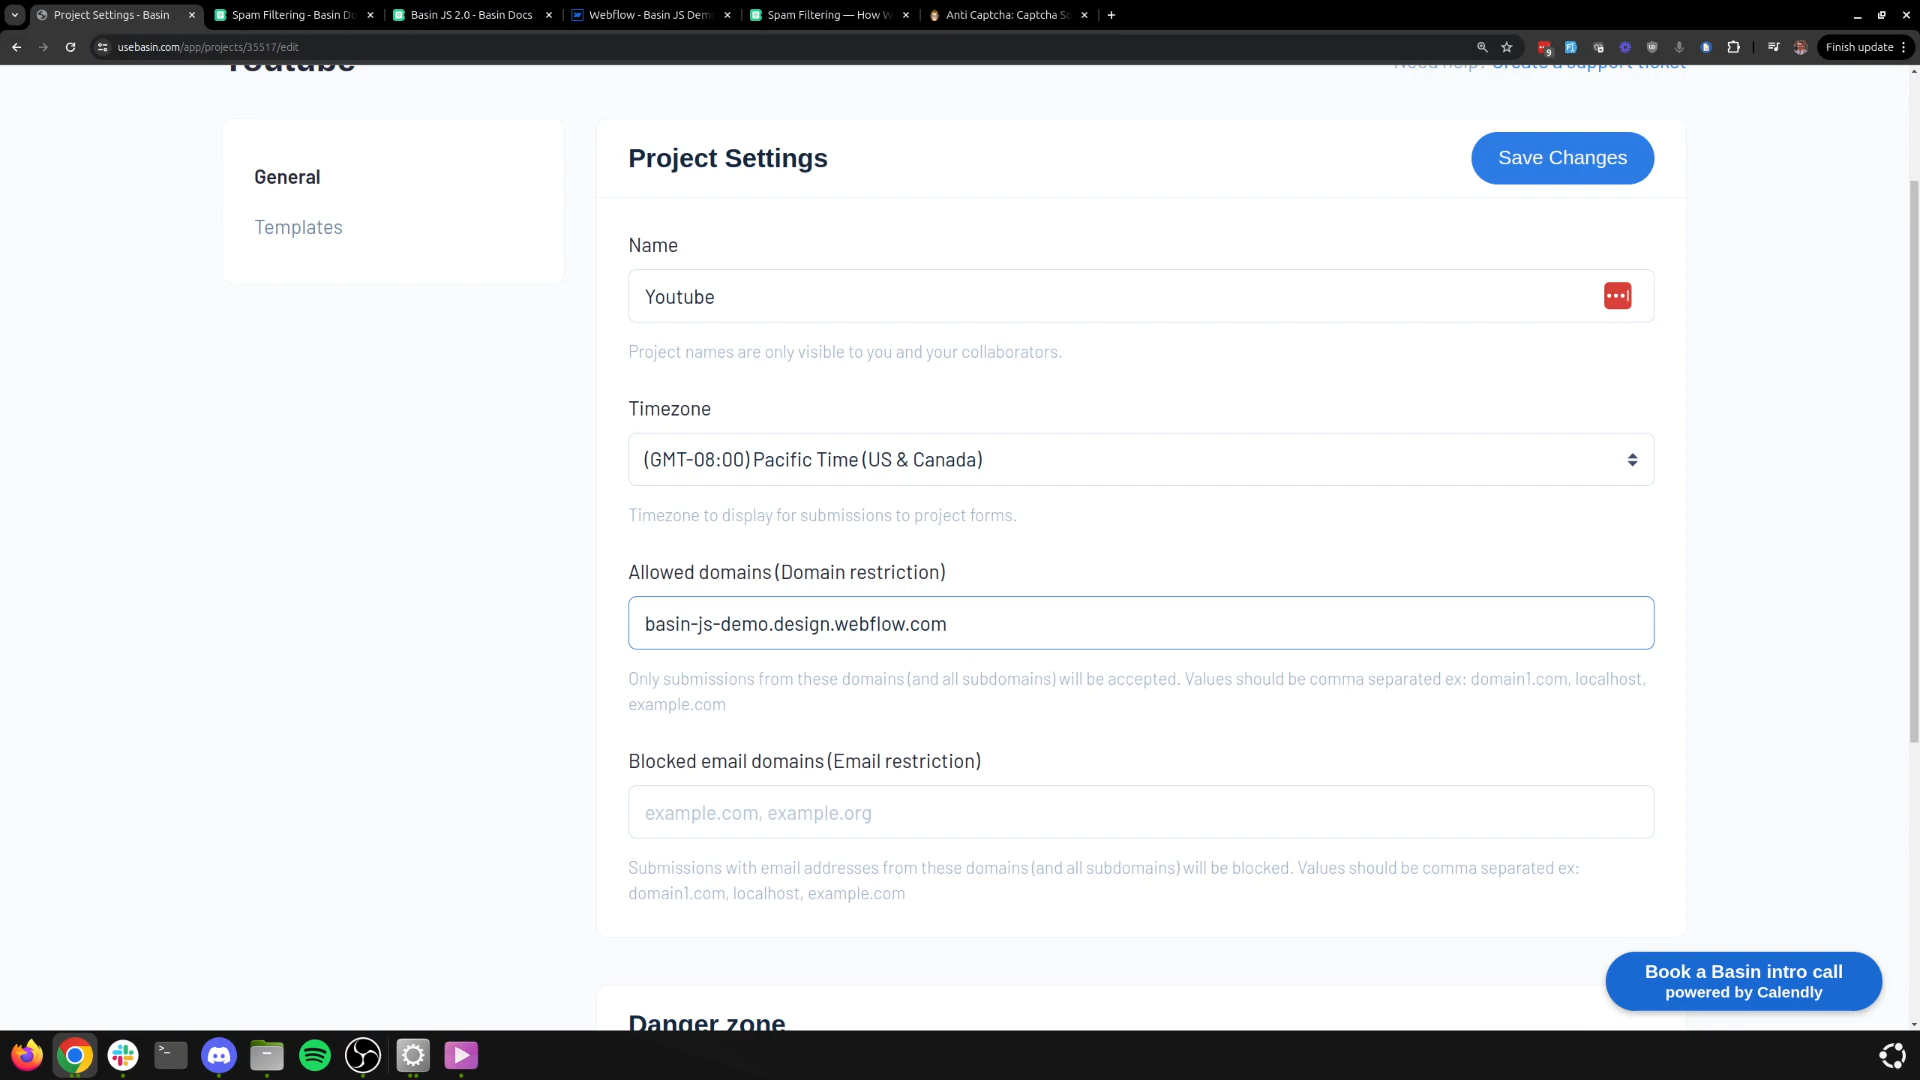 Project Settings - Basin
Spam Filtering - Basin Do
Basin JS 2.0 - Basin Docs
Webflow - Basin JS Dem
Spam Filtering — How W
Anti Captcha: Captcha So
usebasin.com/app/projects/35517/edit
9
Finish update
Youtube
Need help? Create a support ticket
General
Templates
Project Settings
Save Changes
Name
Youtube
Project names are only visible to you and your collaborators.
Timezone
(GMT-08:00) Pacific Time (US & Canada)
Timezone to display for submissions to project forms.
Allowed domains (Domain restriction)
basin-js-demo.design.webflow.com
Only submissions from these domains (and all subdomains) will be accepted. Values should be comma separated ex: domain1.com, localhost,
example.com
Blocked email domains (Email restriction)
example.com, example.org
Submissions with email addresses from these domains (and all subdomains) will be blocked. Values should be comma separated ex:
domain1.com, localhost, example.com
Book a Basin intro call
powered by Calendly
Danger zone